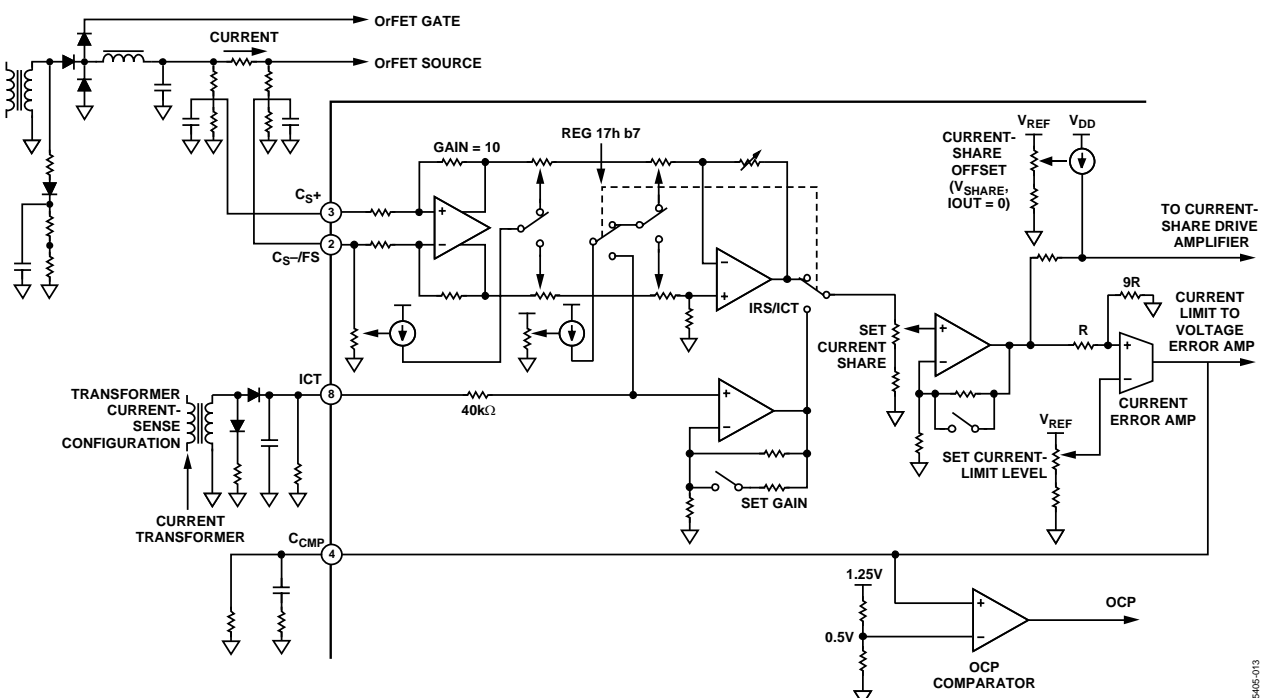 OrFET GATE
CURRENT
OrFET SOURCE
REG 17h b7
GAIN = 10
VREF
VDD
CURRENT-
SHARE
OFFSET
(VSHARE,
IOUT = 0)
CS+
3
2
CS–/FS
TO CURRENT-
SHARE DRIVE
AMPLIFIER
9R
CURRENT
LIMIT TO
VOLTAGE
ERROR AMP
+
–
–
+
IRS/ICT
SET
CURRENT
SHARE
+
–
R
+
–
CURRENT
ERROR AMP
ICT
8
40kΩ
TRANSFORMER
CURRENT-
SENSE
CONFIGURATION
+
–
VREF
SET CURRENT-
LIMIT LEVEL
SET GAIN
CURRENT
TRANSFORMER
CCMP
4
1.25V
0.5V
+
–
OCP
OCP
COMPARATOR
5405-013